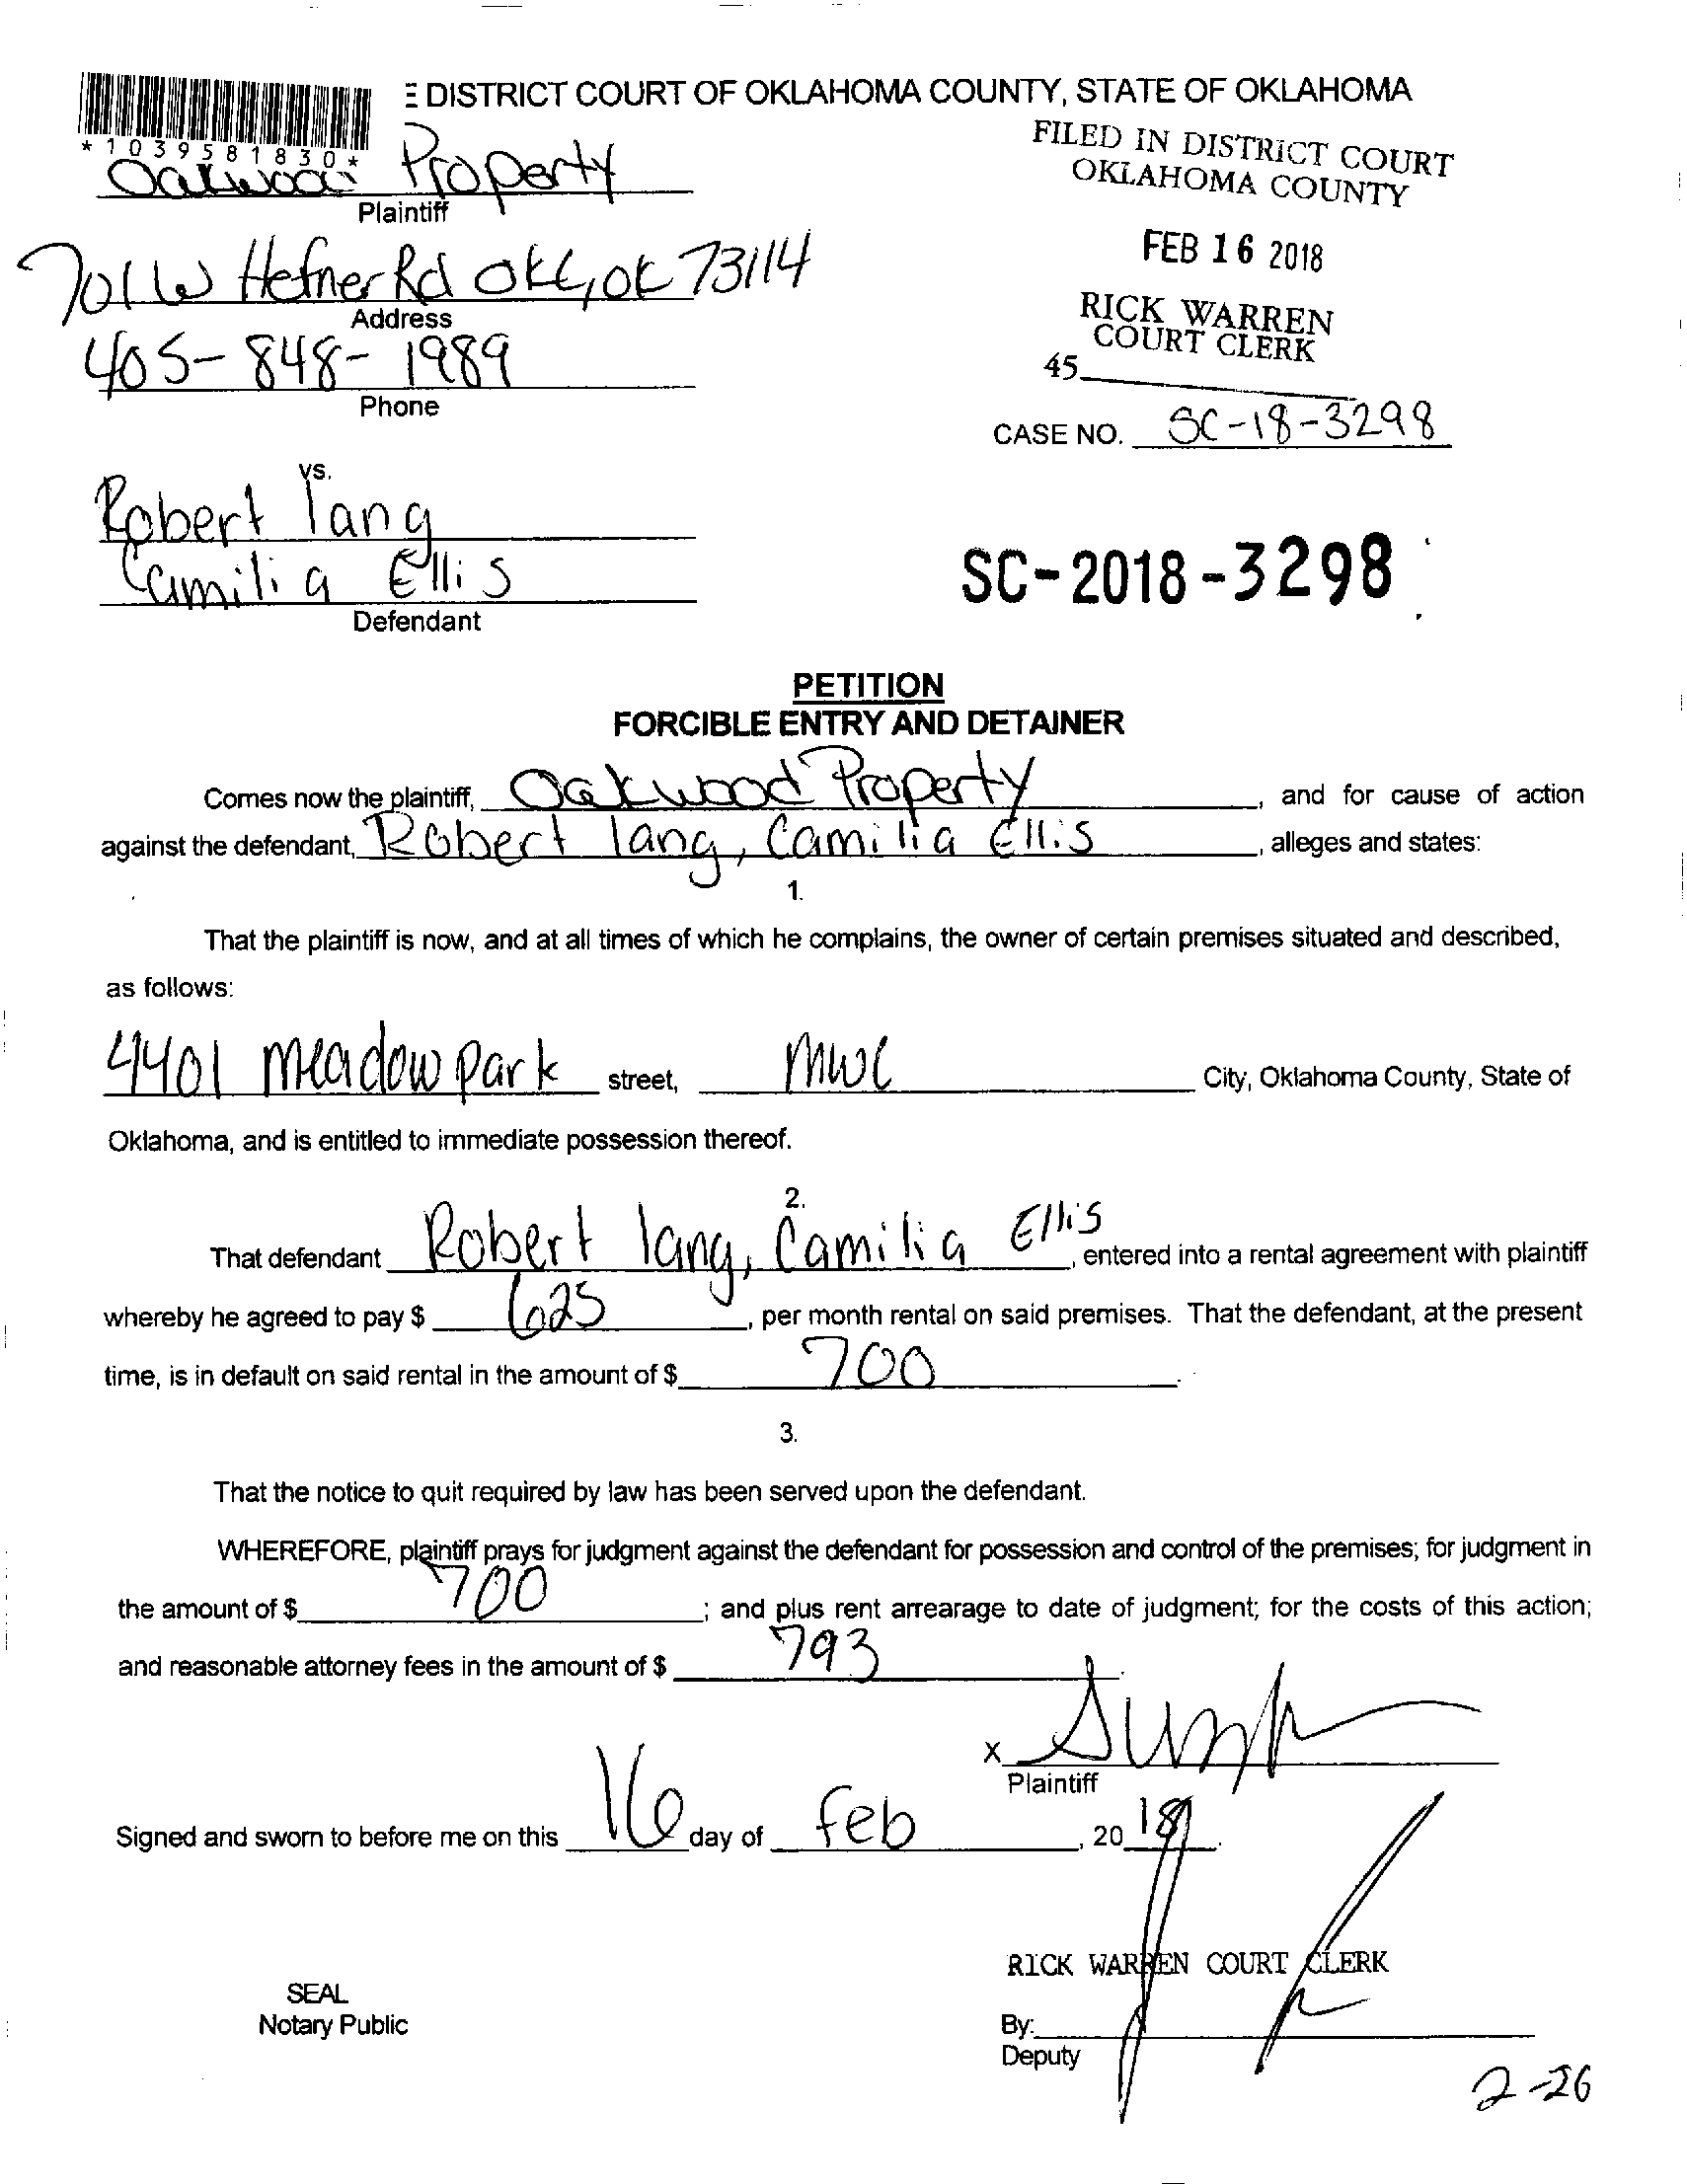 DISTRICT COURT OF OKLAHOMA COUNTY, STATE OF OKLAHOMA
*1039581830*
Oakwood Property
Plaintiff
FILED IN DISTRICT COURT
OKLAHOMA COUNTY
701 W Hefner Rd OKC, OK 73114
Address
FEB 16 2018
405-848-1989
Phone
RICK WARREN
COURT CLERK
45
CASE NO. SC-18-3298
vs.
Robert lang
Camilia Ellis
Defendant
SC-2018-3298
PETITION
FORCIBLE ENTRY AND DETAINER
Comes now the plaintiff, Oakwood Property, and for cause of action
against the defendant, Robert lang, Camilia Ellis, alleges and states:
1.
That the plaintiff is now, and at all times of which he complains, the owner of certain premises situated and described,
as follows:
4401 Meadow park street, MWC City, Oklahoma County, State of
Oklahoma, and is entitled to immediate possession thereof.
2.
That defendant Robert lang, Camilia Ellis, entered into a rental agreement with plaintiff
whereby he agreed to pay $ 625, per month rental on said premises. That the defendant, at the present
time, is in default on said rental in the amount of $ 700.
3.
That the notice to quit required by law has been served upon the defendant.
WHEREFORE, plaintiff prays for judgment against the defendant for possession and control of the premises; for judgment in
the amount of $ 700; and plus rent arrearage to date of judgment; for the costs of this action;
and reasonable attorney fees in the amount of $ 793.
X
Plaintiff
Signed and sworn to before me on this 16 day of Feb, 2018.
RICK WARREN COURT CLERK
SEAL
Notary Public
By:
Deputy
2-26